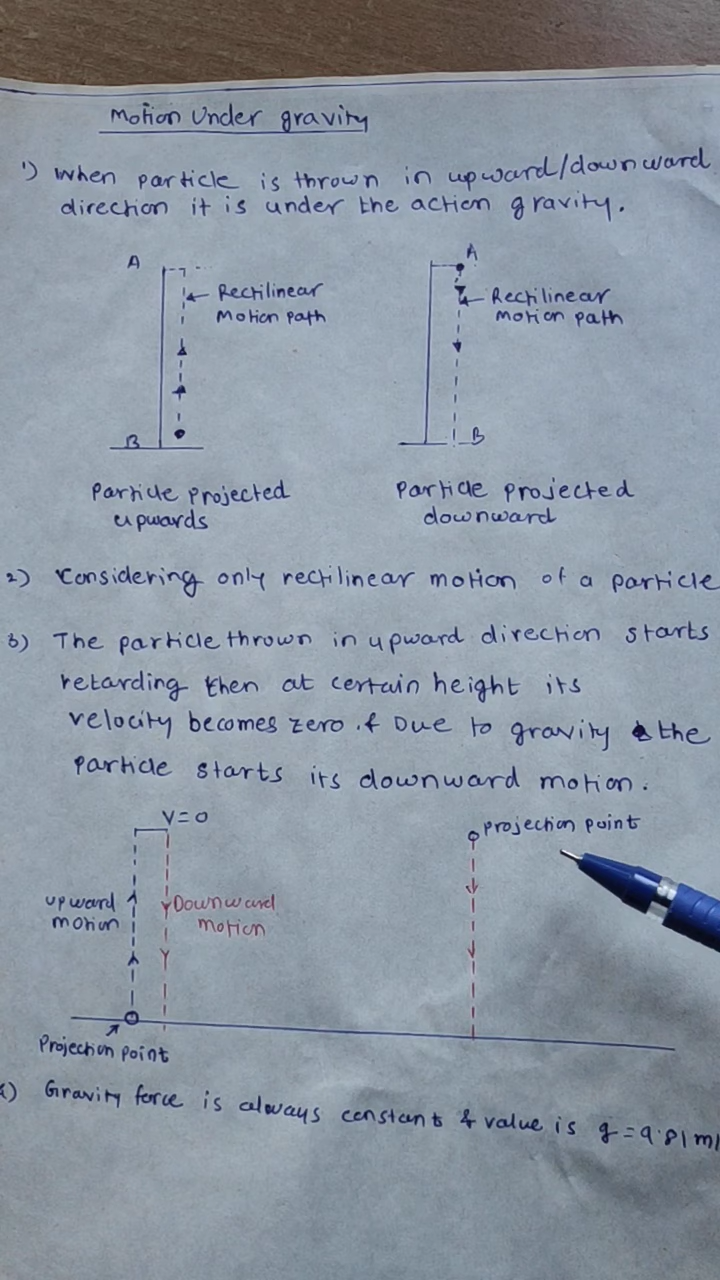 Motion Under gravity
1) When particle is thrown in upward/downward
direction it is under the action gravity.
A
Rectilinear
Motion path
B
Particle projected
upwards
A
Rectilinear
Motion path
B
Particle projected
downward
2) Considering only rectilinear motion of a particle
3) The particle thrown in upward direction starts
retarding then at certain height its
velocity becomes zero. & Due to gravity the
particle starts its downward motion.
V=0
upward
motion
Downward
motion
Projection point
projection point
4) Gravity force is always constant & value is g=9.81m/